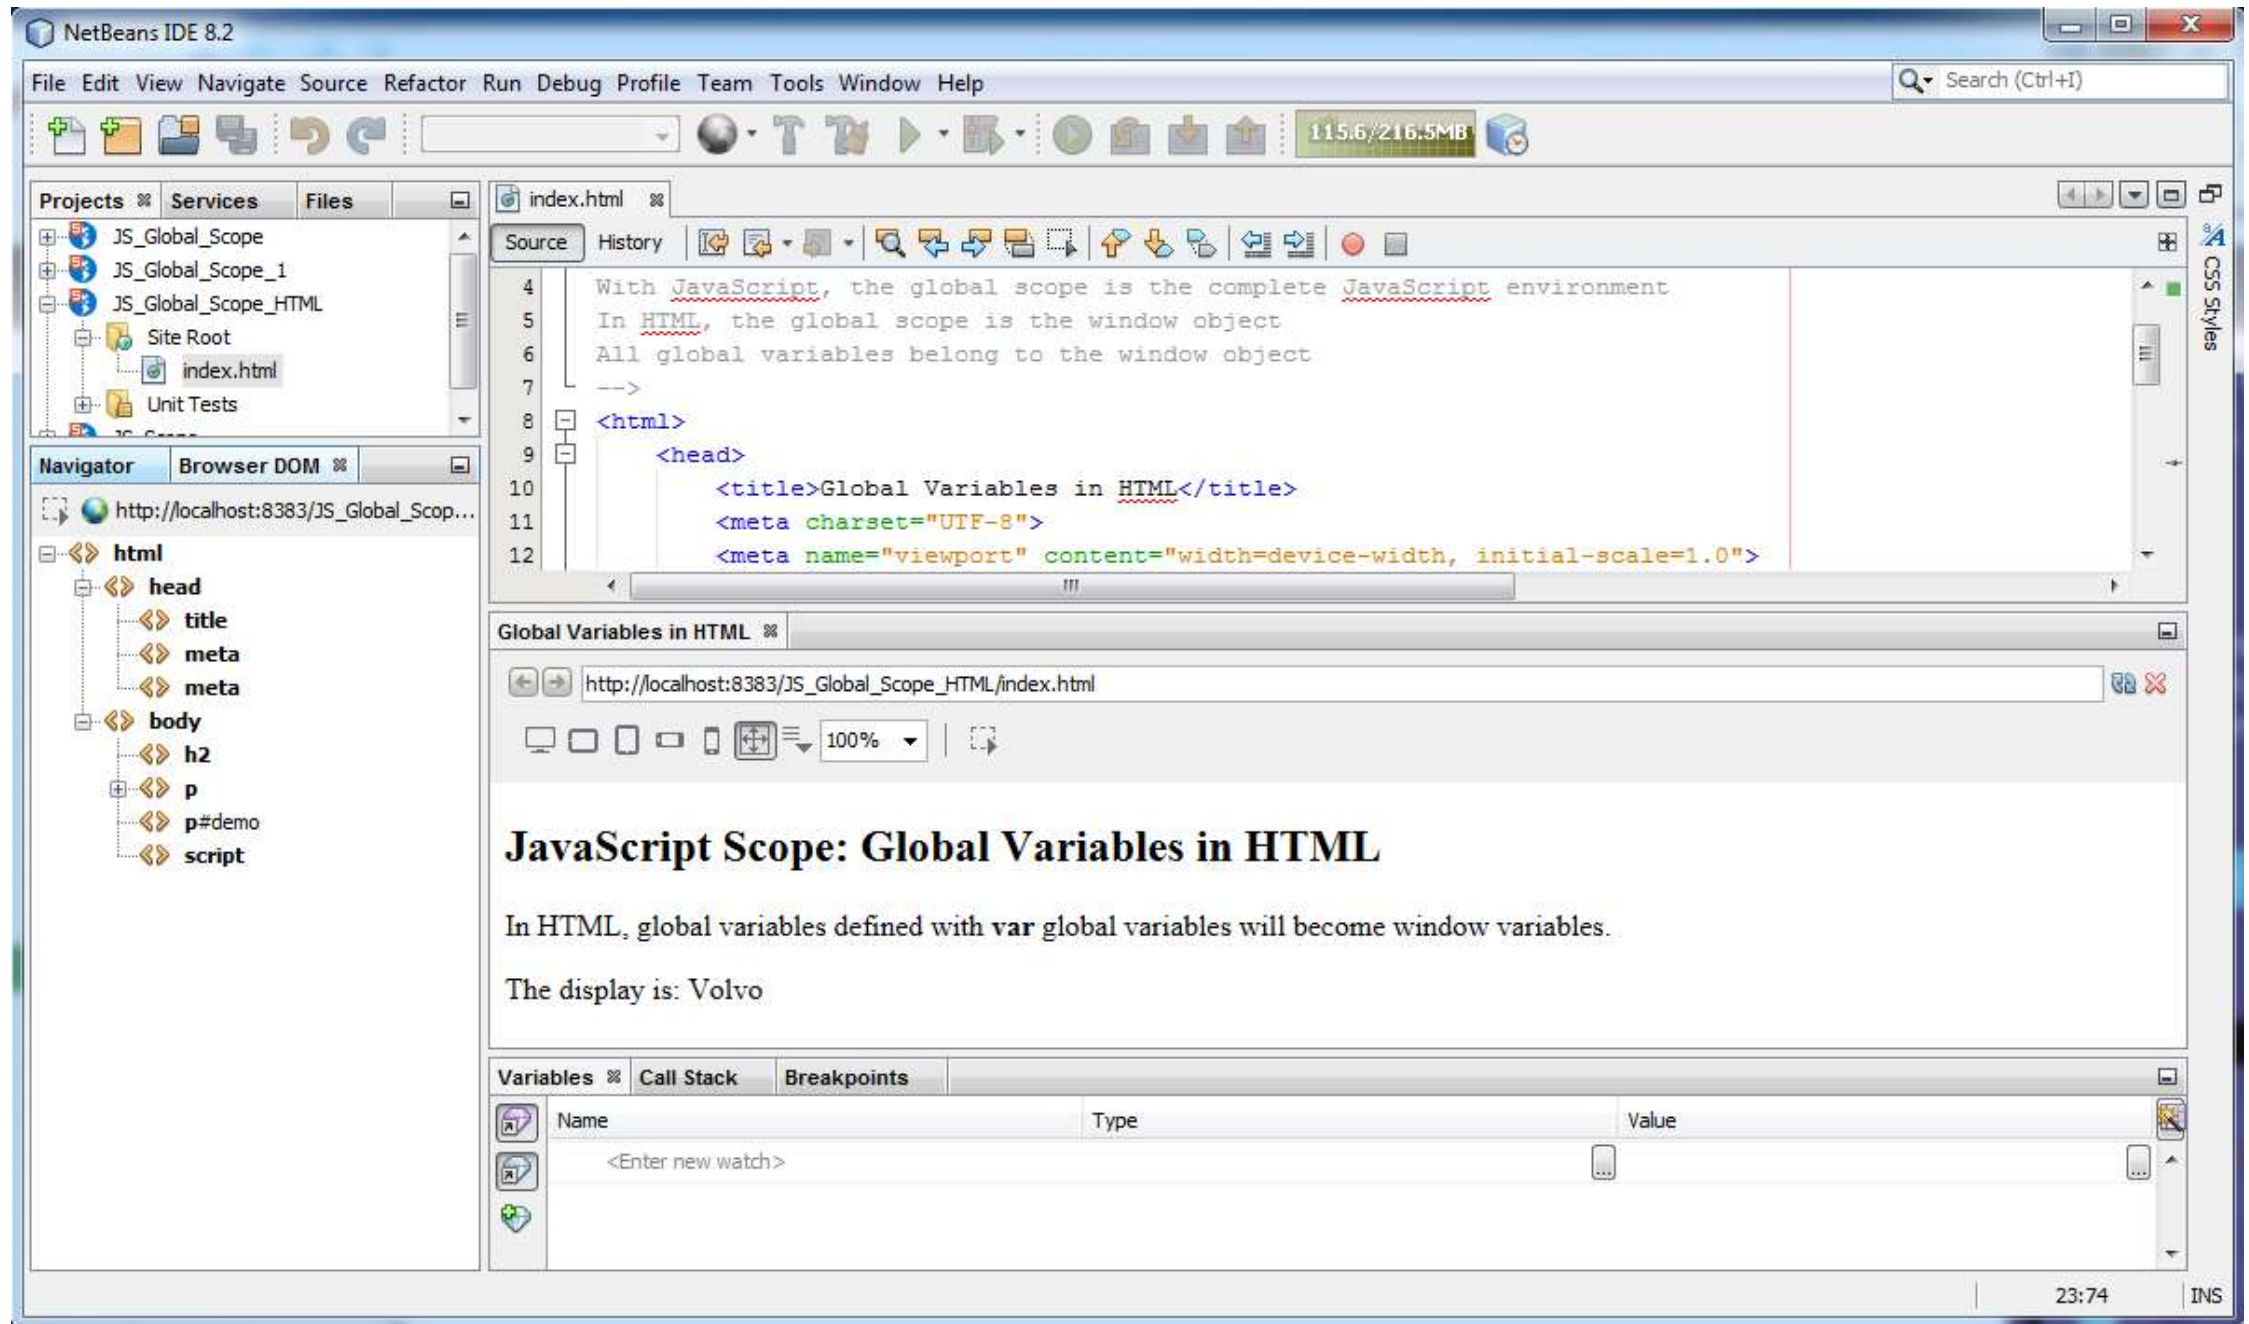 NetBeans IDE 8.2
File Edit View Navigate Source Refactor Run Debug Profile Team Tools Window Help
Search (Ctrl+I)
115.6/216.5MB
Projects Services Files
JS_Global_Scope
JS_Global_Scope_1
JS_Global_Scope_HTML
Site Root
index.html
Unit Tests
Navigator Browser DOM
http://localhost:8383/JS_Global_Scop...
html
head
title
meta
meta
body
h2
p
p#demo
script
index.html
Source History
4 With JavaScript, the global scope is the complete JavaScript environment
5 In HTML, the global scope is the window object
6 All global variables belong to the window object
7 -->
8 <html>
9 <head>
10 <title>Global Variables in HTML</title>
11 <meta charset="UTF-8">
12 <meta name="viewport" content="width=device-width, initial-scale=1.0">
CSS Styles
Global Variables in HTML
http://localhost:8383/JS_Global_Scope_HTML/index.html
100%
JavaScript Scope: Global Variables in HTML
In HTML, global variables defined with var global variables will become window variables.
The display is: Volvo
Variables Call Stack Breakpoints
Name Type Value
<Enter new watch> ... ...
23:74 INS